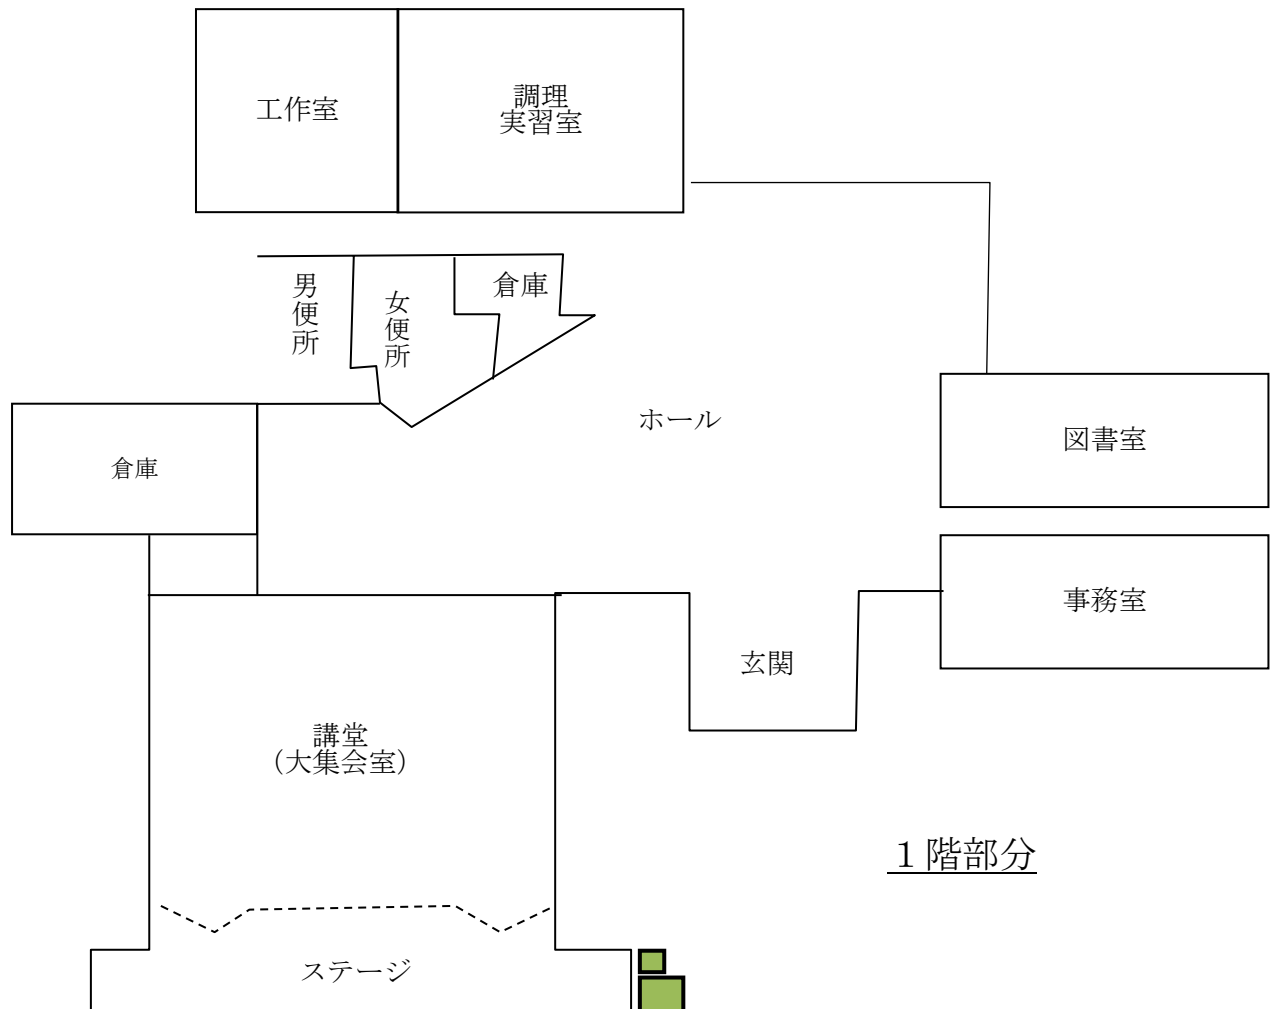 工作室
調理
実習室
男便所
女便所
倉庫
ホール
図書室
倉庫
事務室
玄関
講堂
（大集会室）
１階部分
ステージ